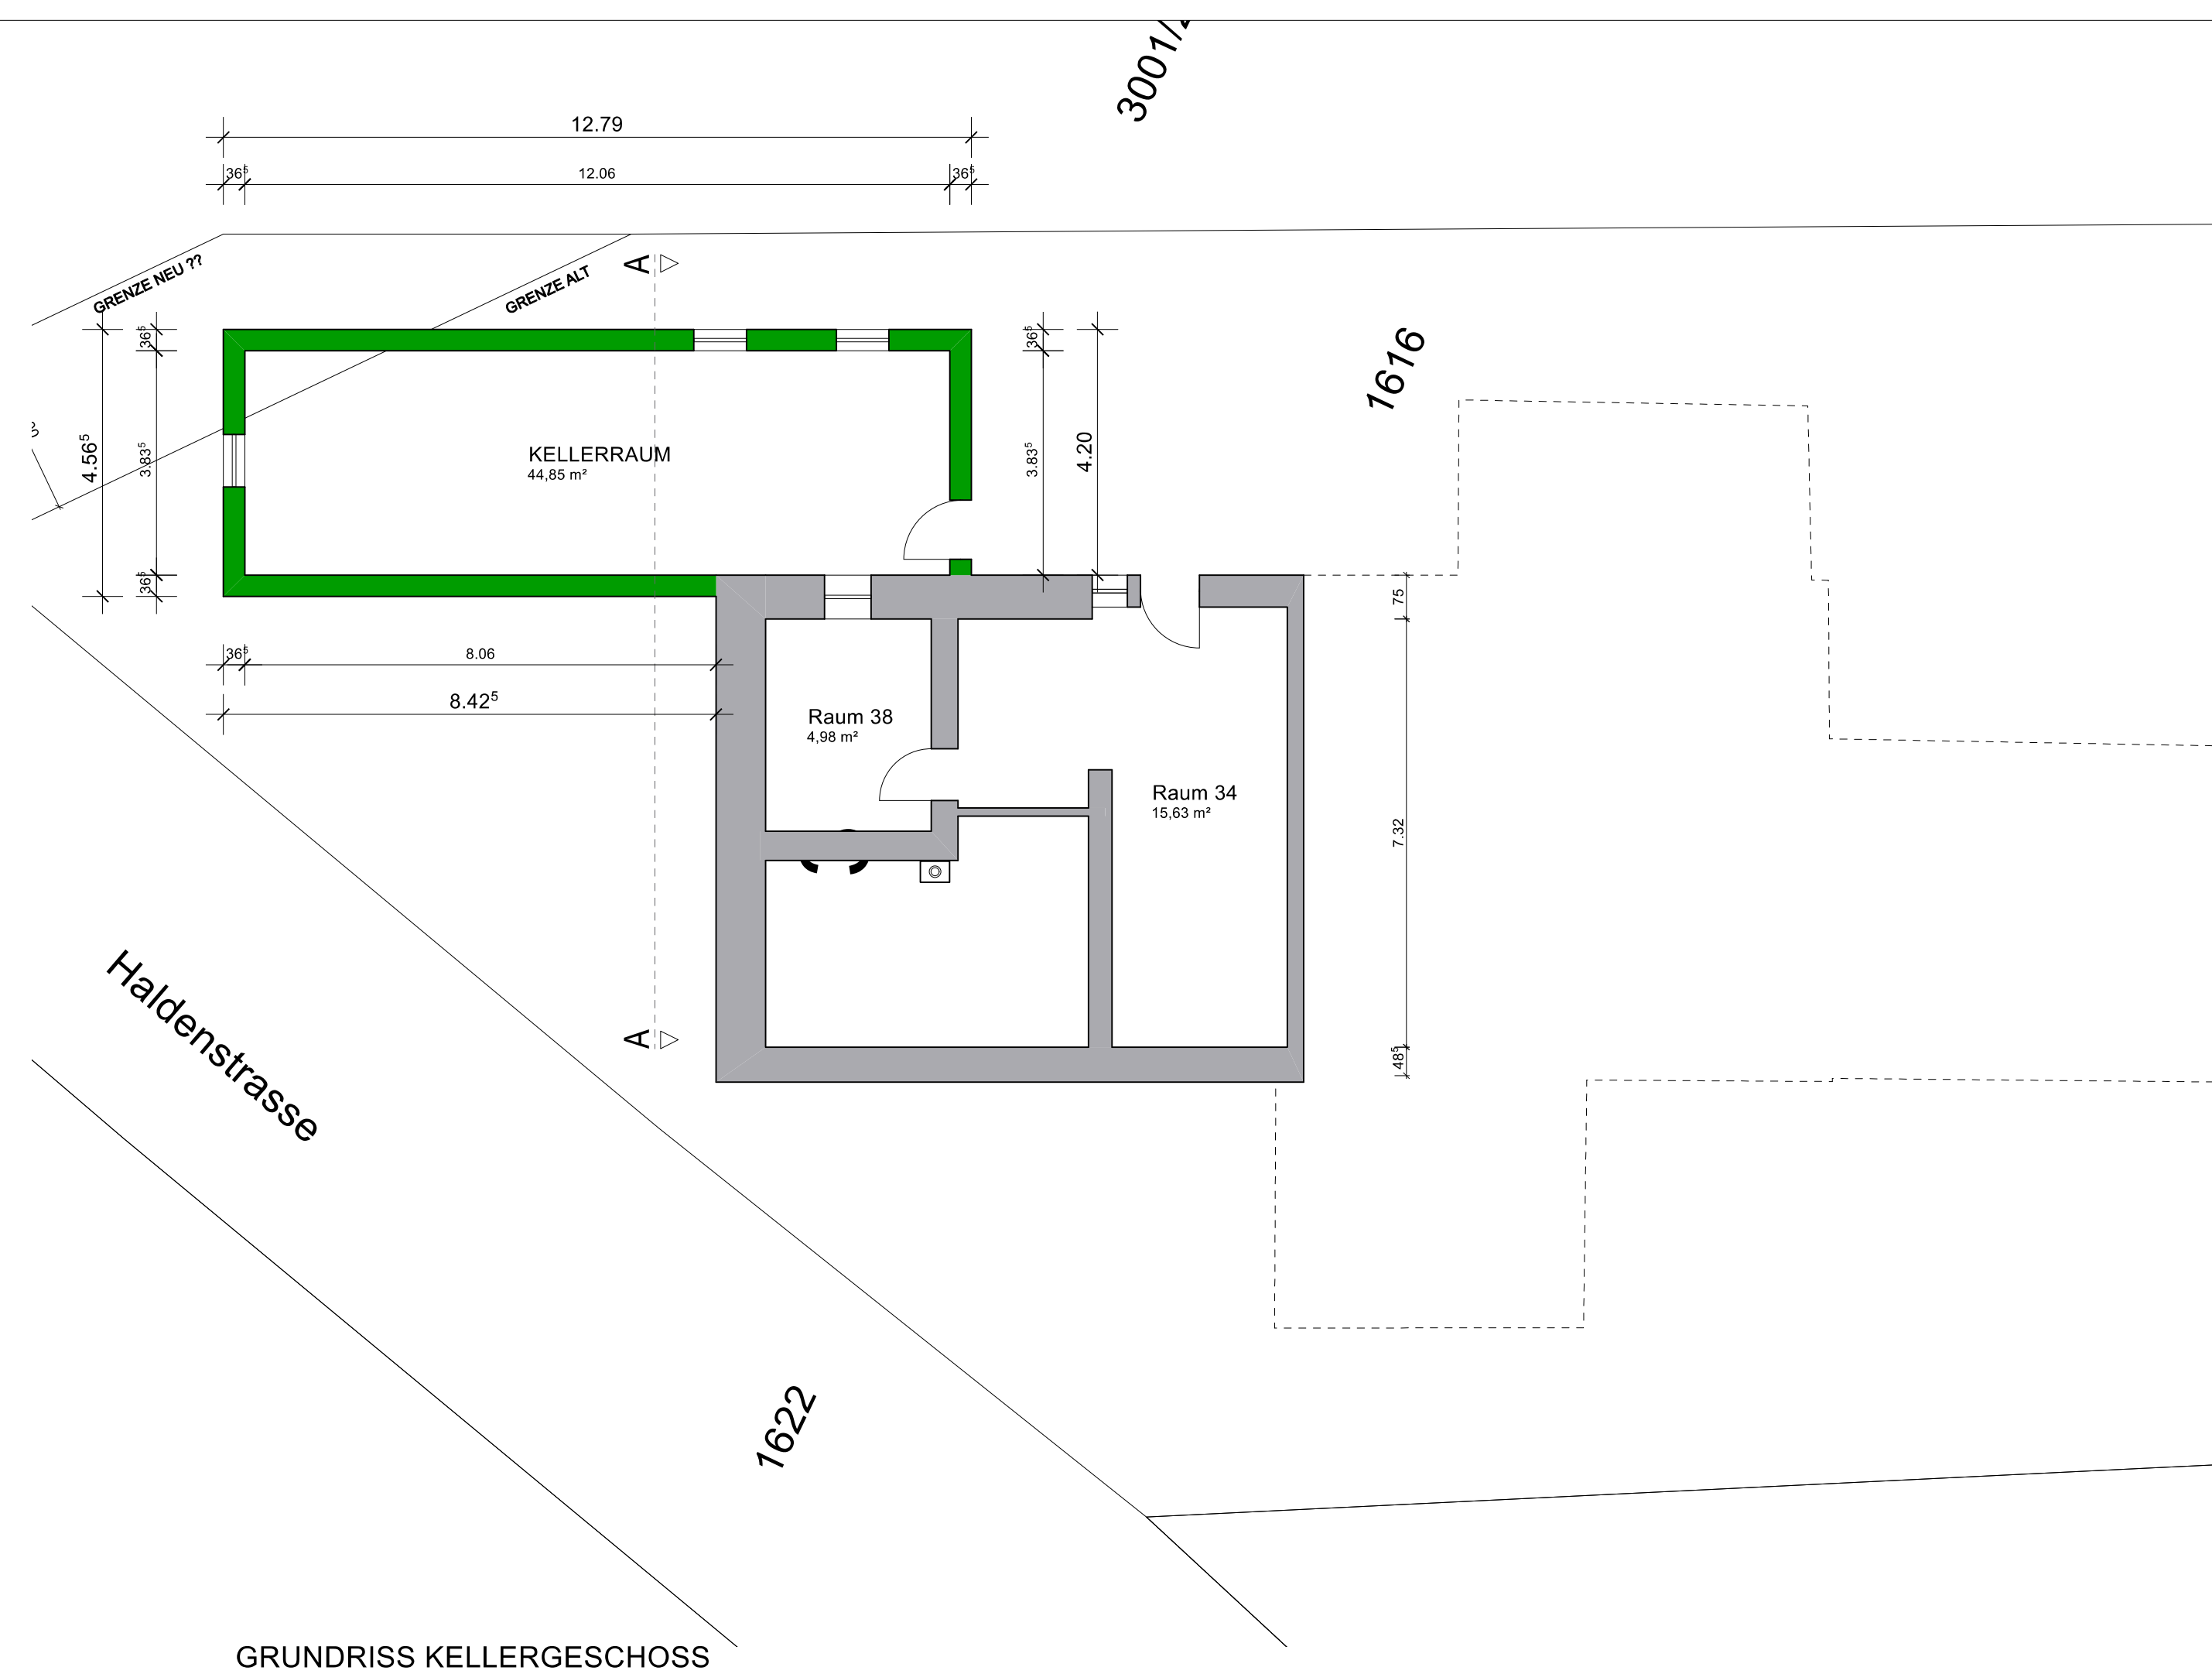 3001/
12.79
36⁵
12.06
36⁵
GRENZE NEU ??
GRENZE ALT
A
36⁵
3.83⁵
36⁵
4.56⁵
36⁵
3.83⁵
4.20
1616
KELLERRAUM
44,85 m²
36⁵
8.06
8.42⁵
75
7.32
48⁵
Raum 38
4,98 m²
Raum 34
15,63 m²
A
Haldenstrasse
1622
GRUNDRISS KELLERGESCHOSS